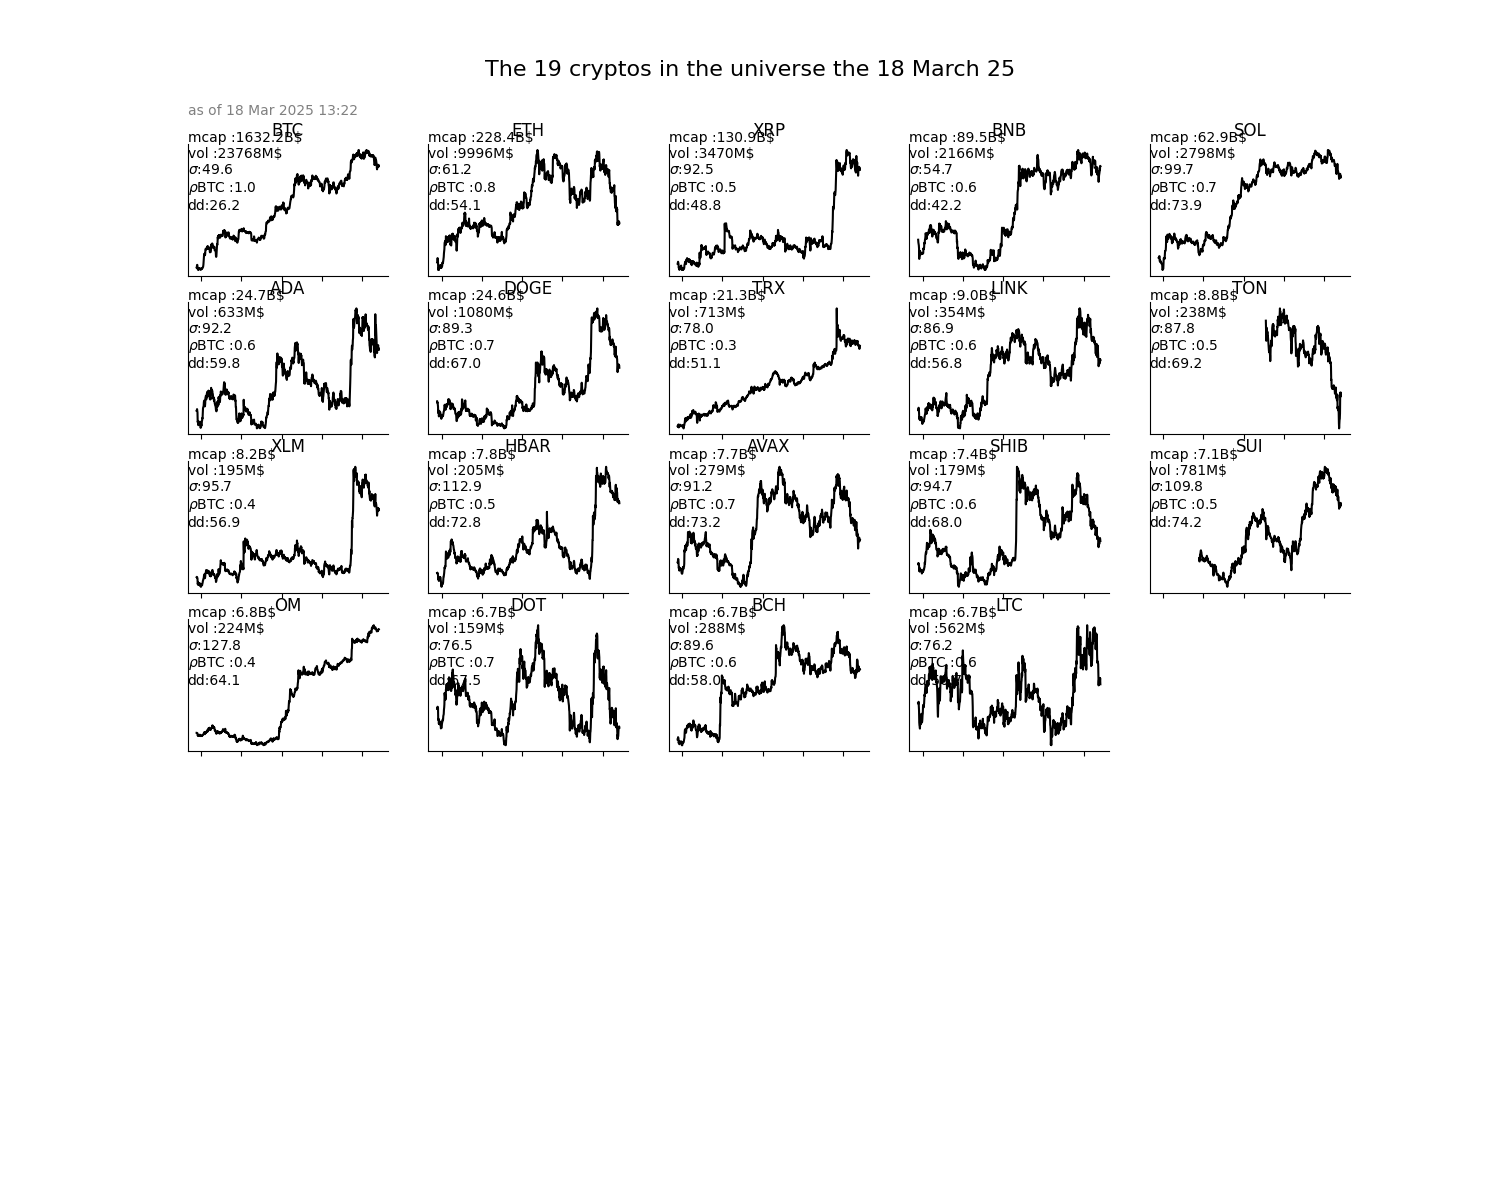 The 19 cryptos in the universe the 18 March 25
as of 18 Mar 2025 13:22
BTC
mcap :1632.2B$
vol :23768M$
σ:49.6
ρBTC :1.0
dd:26.2
ETH
mcap :228.4B$
vol :9996M$
σ:61.2
ρBTC :0.8
dd:54.1
XRP
mcap :130.9B$
vol :3470M$
σ:92.5
ρBTC :0.5
dd:48.8
BNB
mcap :89.5B$
vol :2166M$
σ:54.7
ρBTC :0.6
dd:42.2
SOL
mcap :62.9B$
vol :2798M$
σ:99.7
ρBTC :0.7
dd:73.9
ADA
mcap :24.7B$
vol :633M$
σ:92.2
ρBTC :0.6
dd:59.8
DOGE
mcap :24.6B$
vol :1080M$
σ:89.3
ρBTC :0.7
dd:67.0
TRX
mcap :21.3B$
vol :713M$
σ:78.0
ρBTC :0.3
dd:51.1
LINK
mcap :9.0B$
vol :354M$
σ:86.9
ρBTC :0.6
dd:56.8
TON
mcap :8.8B$
vol :238M$
σ:87.8
ρBTC :0.5
dd:69.2
XLM
mcap :8.2B$
vol :195M$
σ:95.7
ρBTC :0.4
dd:56.9
HBAR
mcap :7.8B$
vol :205M$
σ:112.9
ρBTC :0.5
dd:72.8
AVAX
mcap :7.7B$
vol :279M$
σ:91.2
ρBTC :0.7
dd:73.2
SHIB
mcap :7.4B$
vol :179M$
σ:94.7
ρBTC :0.6
dd:68.0
SUI
mcap :7.1B$
vol :781M$
σ:109.8
ρBTC :0.5
dd:74.2
OM
mcap :6.8B$
vol :224M$
σ:127.8
ρBTC :0.4
dd:64.1
DOT
mcap :6.7B$
vol :159M$
σ:76.5
ρBTC :0.7
dd:67.5
BCH
mcap :6.7B$
vol :288M$
σ:89.6
ρBTC :0.6
dd:58.0
LTC
mcap :6.7B$
vol :562M$
σ:76.2
ρBTC :0.6